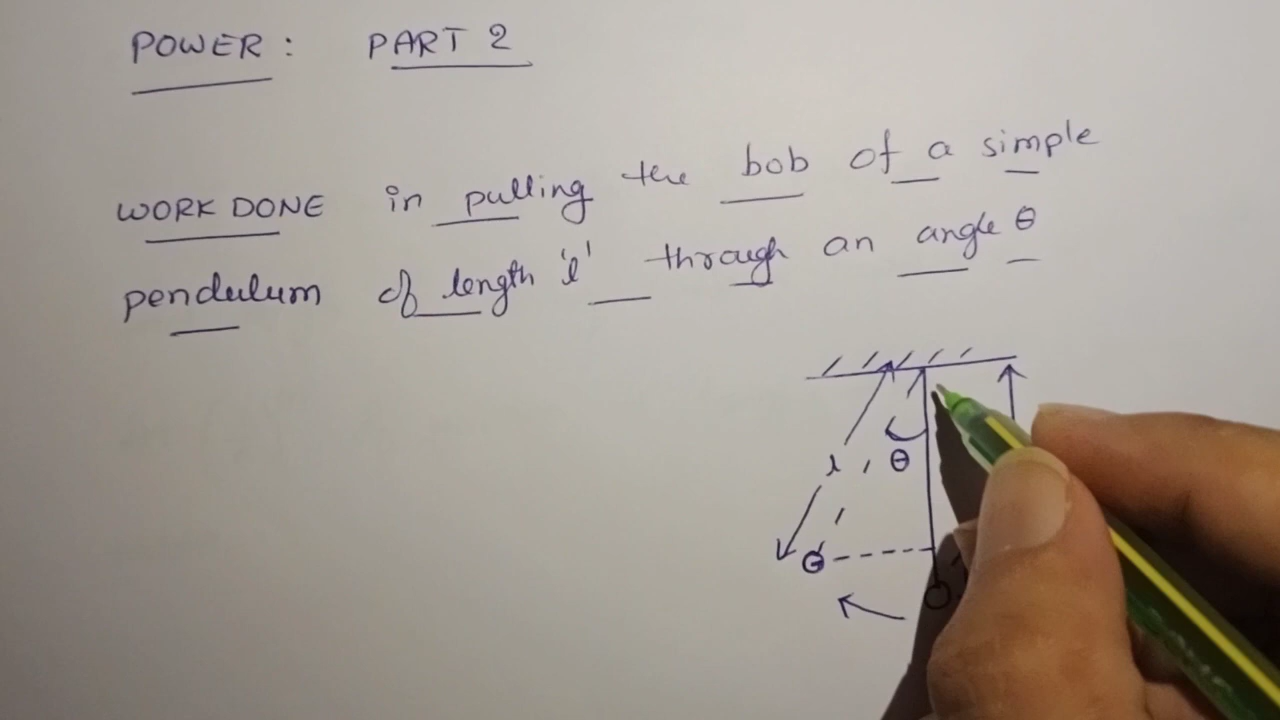 POWER : PART 2
WORK DONE in pulling the bob of a simple
pendulum of length 'l' through an angle θ
l
θ